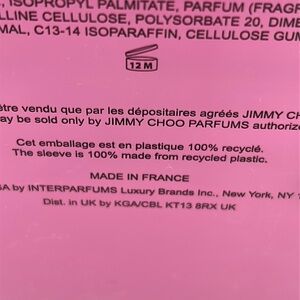 , ISOPROPYL PALMITATE, PARFUM (FRAG
LLINE CELLULOSE, POLYSORBATE 20, DIME
MAL, C13-14 ISOPARAFFIN, CELLULOSE GUM
12 M
être vendu que par les dépositaires agréés JIMMY CH
ay be sold only by JIMMY CHOO PARFUMS authorize
Cet emballage est en plastique 100% recyclé.
The sleeve is 100% made from recycled plastic.
MADE IN FRANCE
SA by INTERPARFUMS Luxury Brands Inc., New York, NY 1
Dist. in UK by KGA/CBL KT13 8RX UK